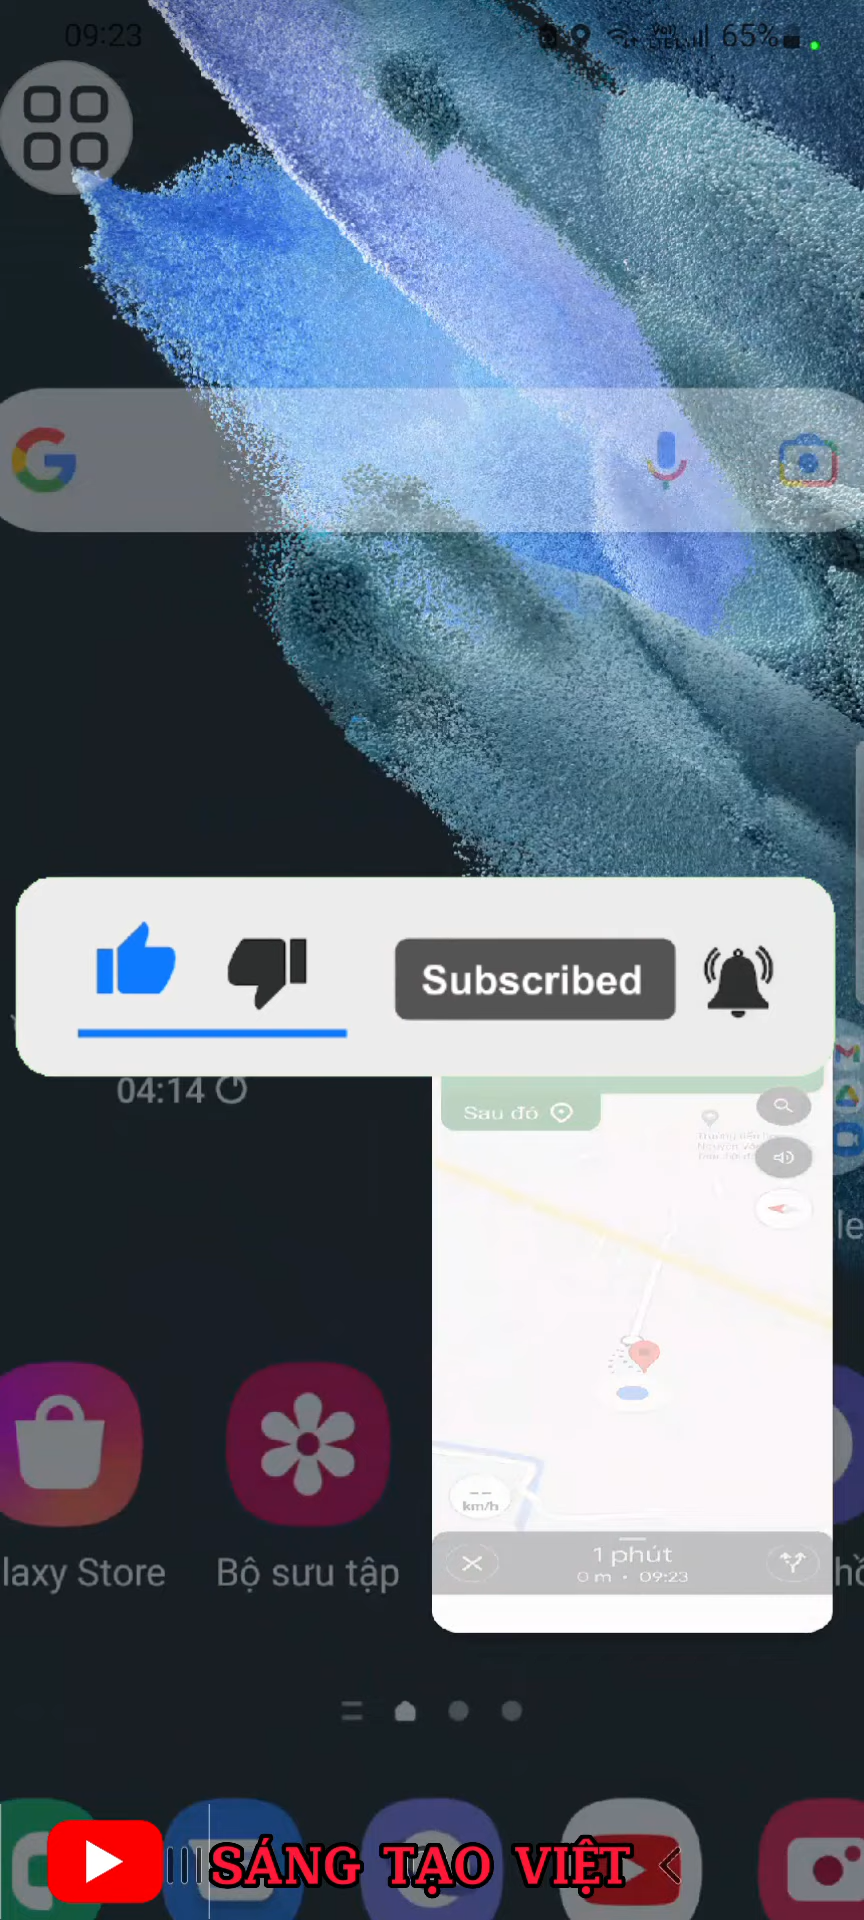 09:23
65%
Subscribed
04:14
Sau đó
le
km/h
1 phút
0 m · 09:23
laxy Store
Bộ sưu tập
SÁNG TẠO VIỆT